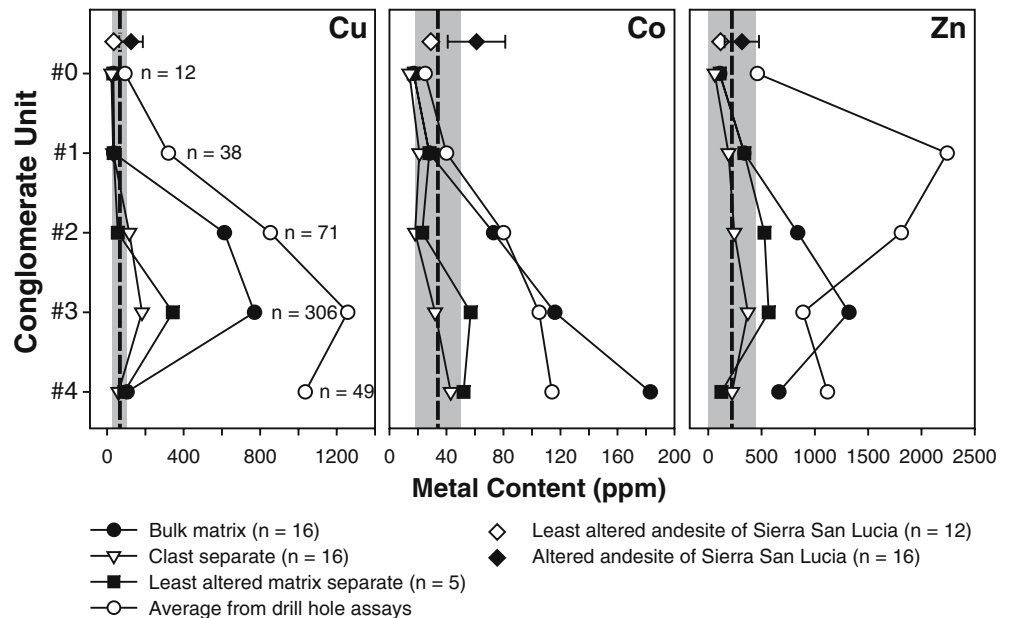 Cu
Co
Zn
Conglomerate Unit
#0
#1
#2
#3
#4
n = 12
n = 38
n = 71
n = 306
n = 49
0 400 800 1200
0 40 80 120 160 200
0 500 1000 1500 2000 2500
Metal Content (ppm)
Bulk matrix (n = 16)
Clast separate (n = 16)
Least altered matrix separate (n = 5)
Average from drill hole assays
Least altered andesite of Sierra San Lucia (n = 12)
Altered andesite of Sierra San Lucia (n = 16)